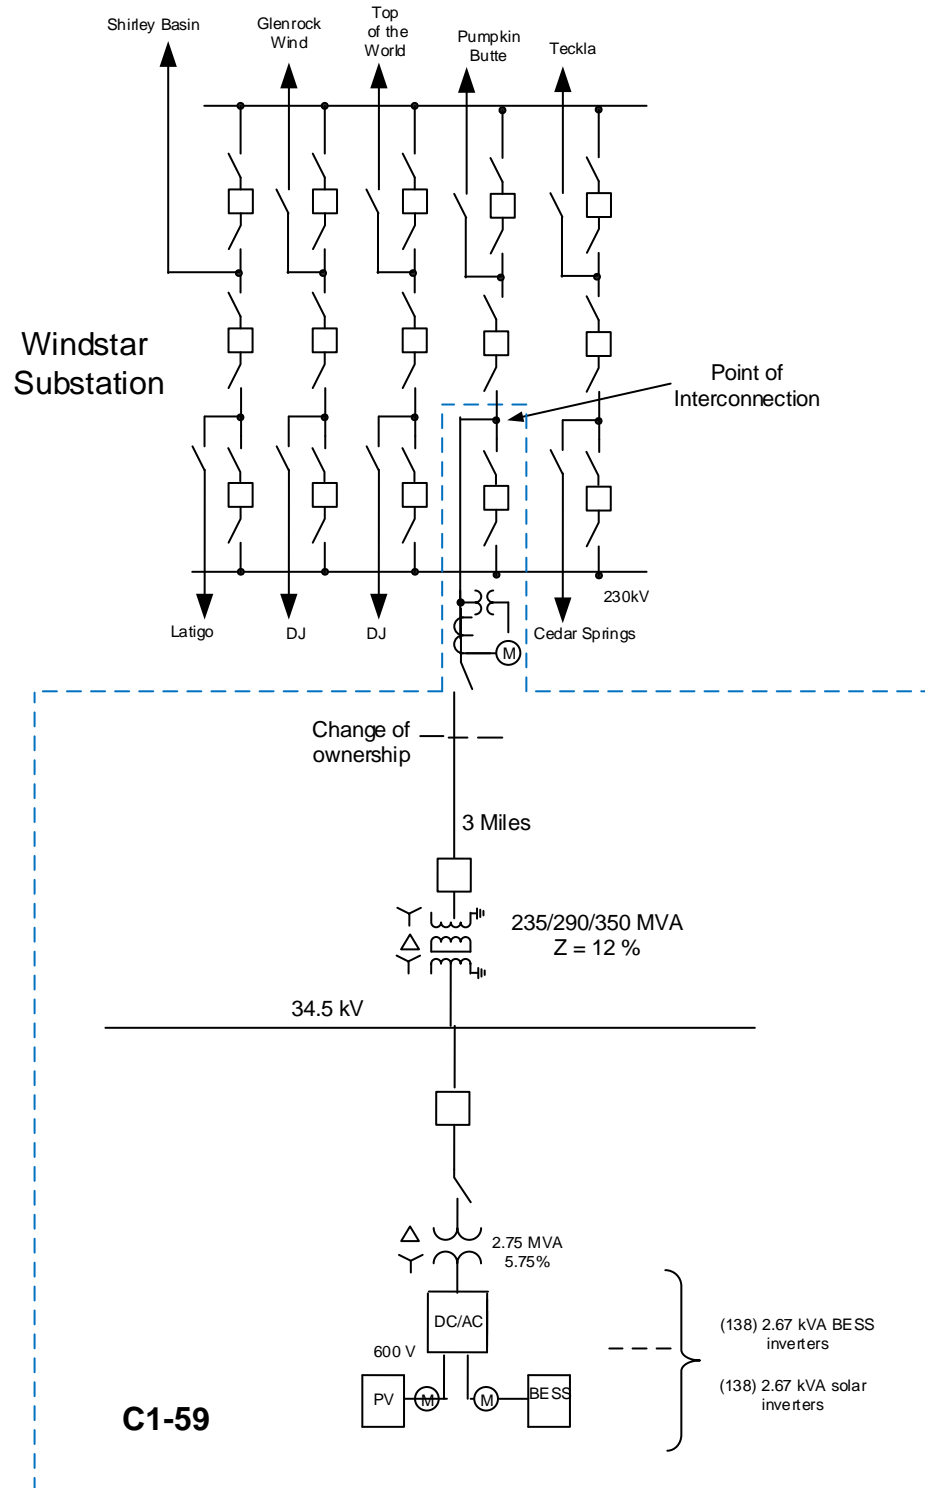 Shirley Basin
Glenrock
Wind
Top
of the
World
Pumpkin
Butte
Teckla
Windstar
Substation
Point of
Interconnection
230kV
Latigo
DJ
DJ
Cedar Springs
M
Change of
ownership
3 Miles
235/290/350 MVA
Z = 12 %
34.5 kV
2.75 MVA
5.75%
DC/AC
600 V
PV
M
M
BESS
(138) 2.67 kVA BESS
inverters
(138) 2.67 kVA solar
inverters
C1-59